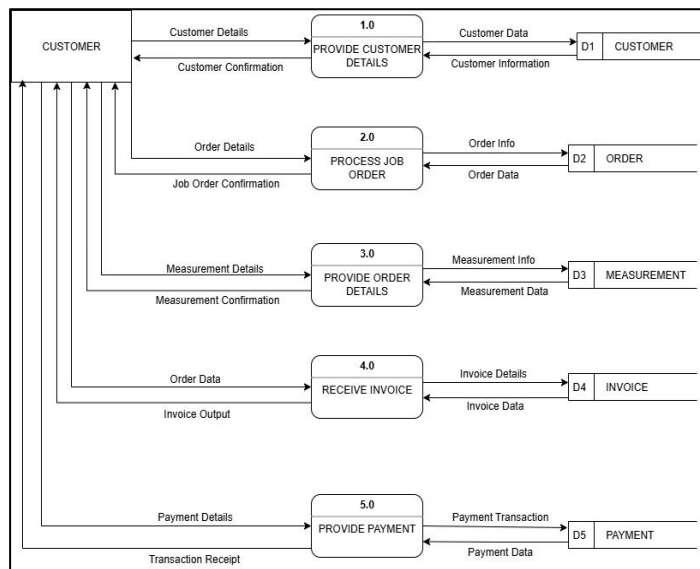 CUSTOMER
Customer Details
Customer Confirmation
1.0
PROVIDE CUSTOMER
DETAILS
Customer Data
Customer Information
D1 CUSTOMER
Order Details
Job Order Confirmation
2.0
PROCESS JOB
ORDER
Order Info
Order Data
D2 ORDER
Measurement Details
Measurement Confirmation
3.0
PROVIDE ORDER
DETAILS
Measurement Info
Measurement Data
D3 MEASUREMENT
Order Data
Invoice Output
4.0
RECEIVE INVOICE
Invoice Details
Invoice Data
D4 INVOICE
Payment Details
Transaction Receipt
5.0
PROVIDE PAYMENT
Payment Transaction
Payment Data
D5 PAYMENT